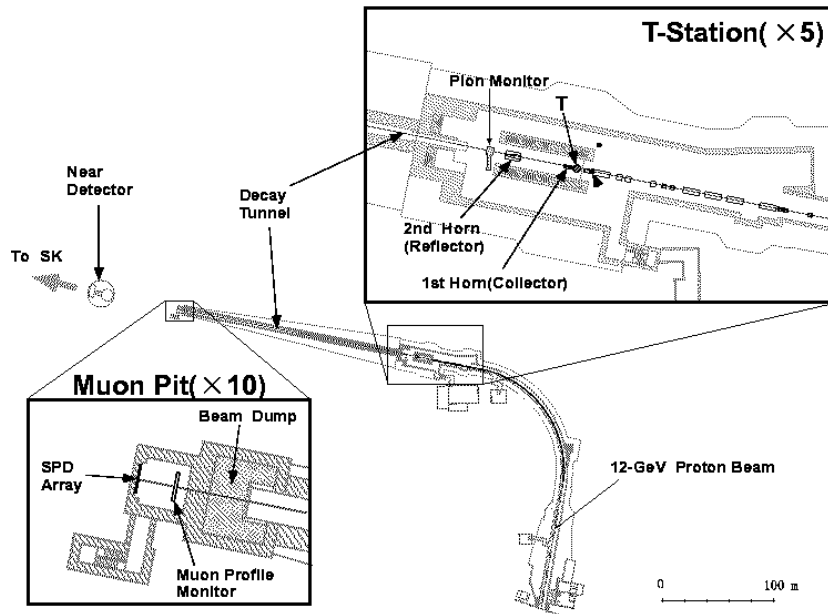 T-Station( ×5)
Pion Monitor
T
Near
Detector
Decay
Tunnel
2nd Horn
(Reflector)
To SK
1st Horn(Collector)
Muon Pit(×10)
Beam Dump
SPD
Array
12-GeV Proton Beam
Muon Profile
Monitor
0
100 m